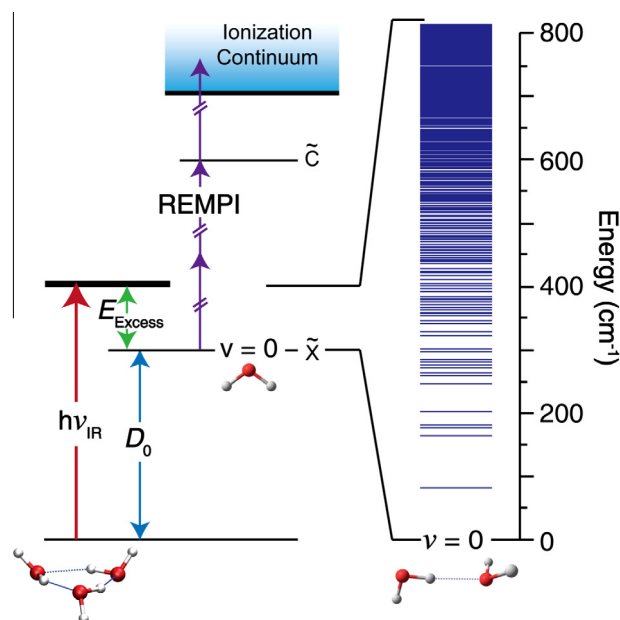 Ionization
Continuum
C̃
REMPI
E_Excess
v = 0 – X̃
hν_IR
D_0
800
600
400
200
0
Energy (cm⁻¹)
v = 0